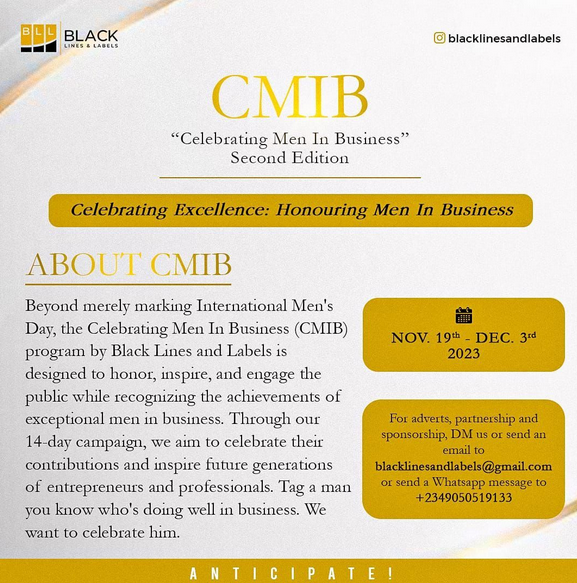 BLL
BLACK
LINES & LABELS
blacklinesandlabels
CMIB
“Celebrating Men In Business”
Second Edition
Celebrating Excellence: Honouring Men In Business
ABOUT CMIB
Beyond merely marking International Men's
Day, the Celebrating Men In Business (CMIB)
program by Black Lines and Labels is
designed to honor, inspire, and engage the
public while recognizing the achievements of
exceptional men in business. Through our
14-day campaign, we aim to celebrate their
contributions and inspire future generations
of entrepreneurs and professionals. Tag a man
you know who's doing well in business. We
want to celebrate him.
NOV. 19th - DEC. 3rd
2023
For adverts, partnership and
sponsorship, DM us or send an
email to
blacklinesandlabels@gmail.com
or send a Whatsapp message to
+2349050519133
ANTICIPATE!